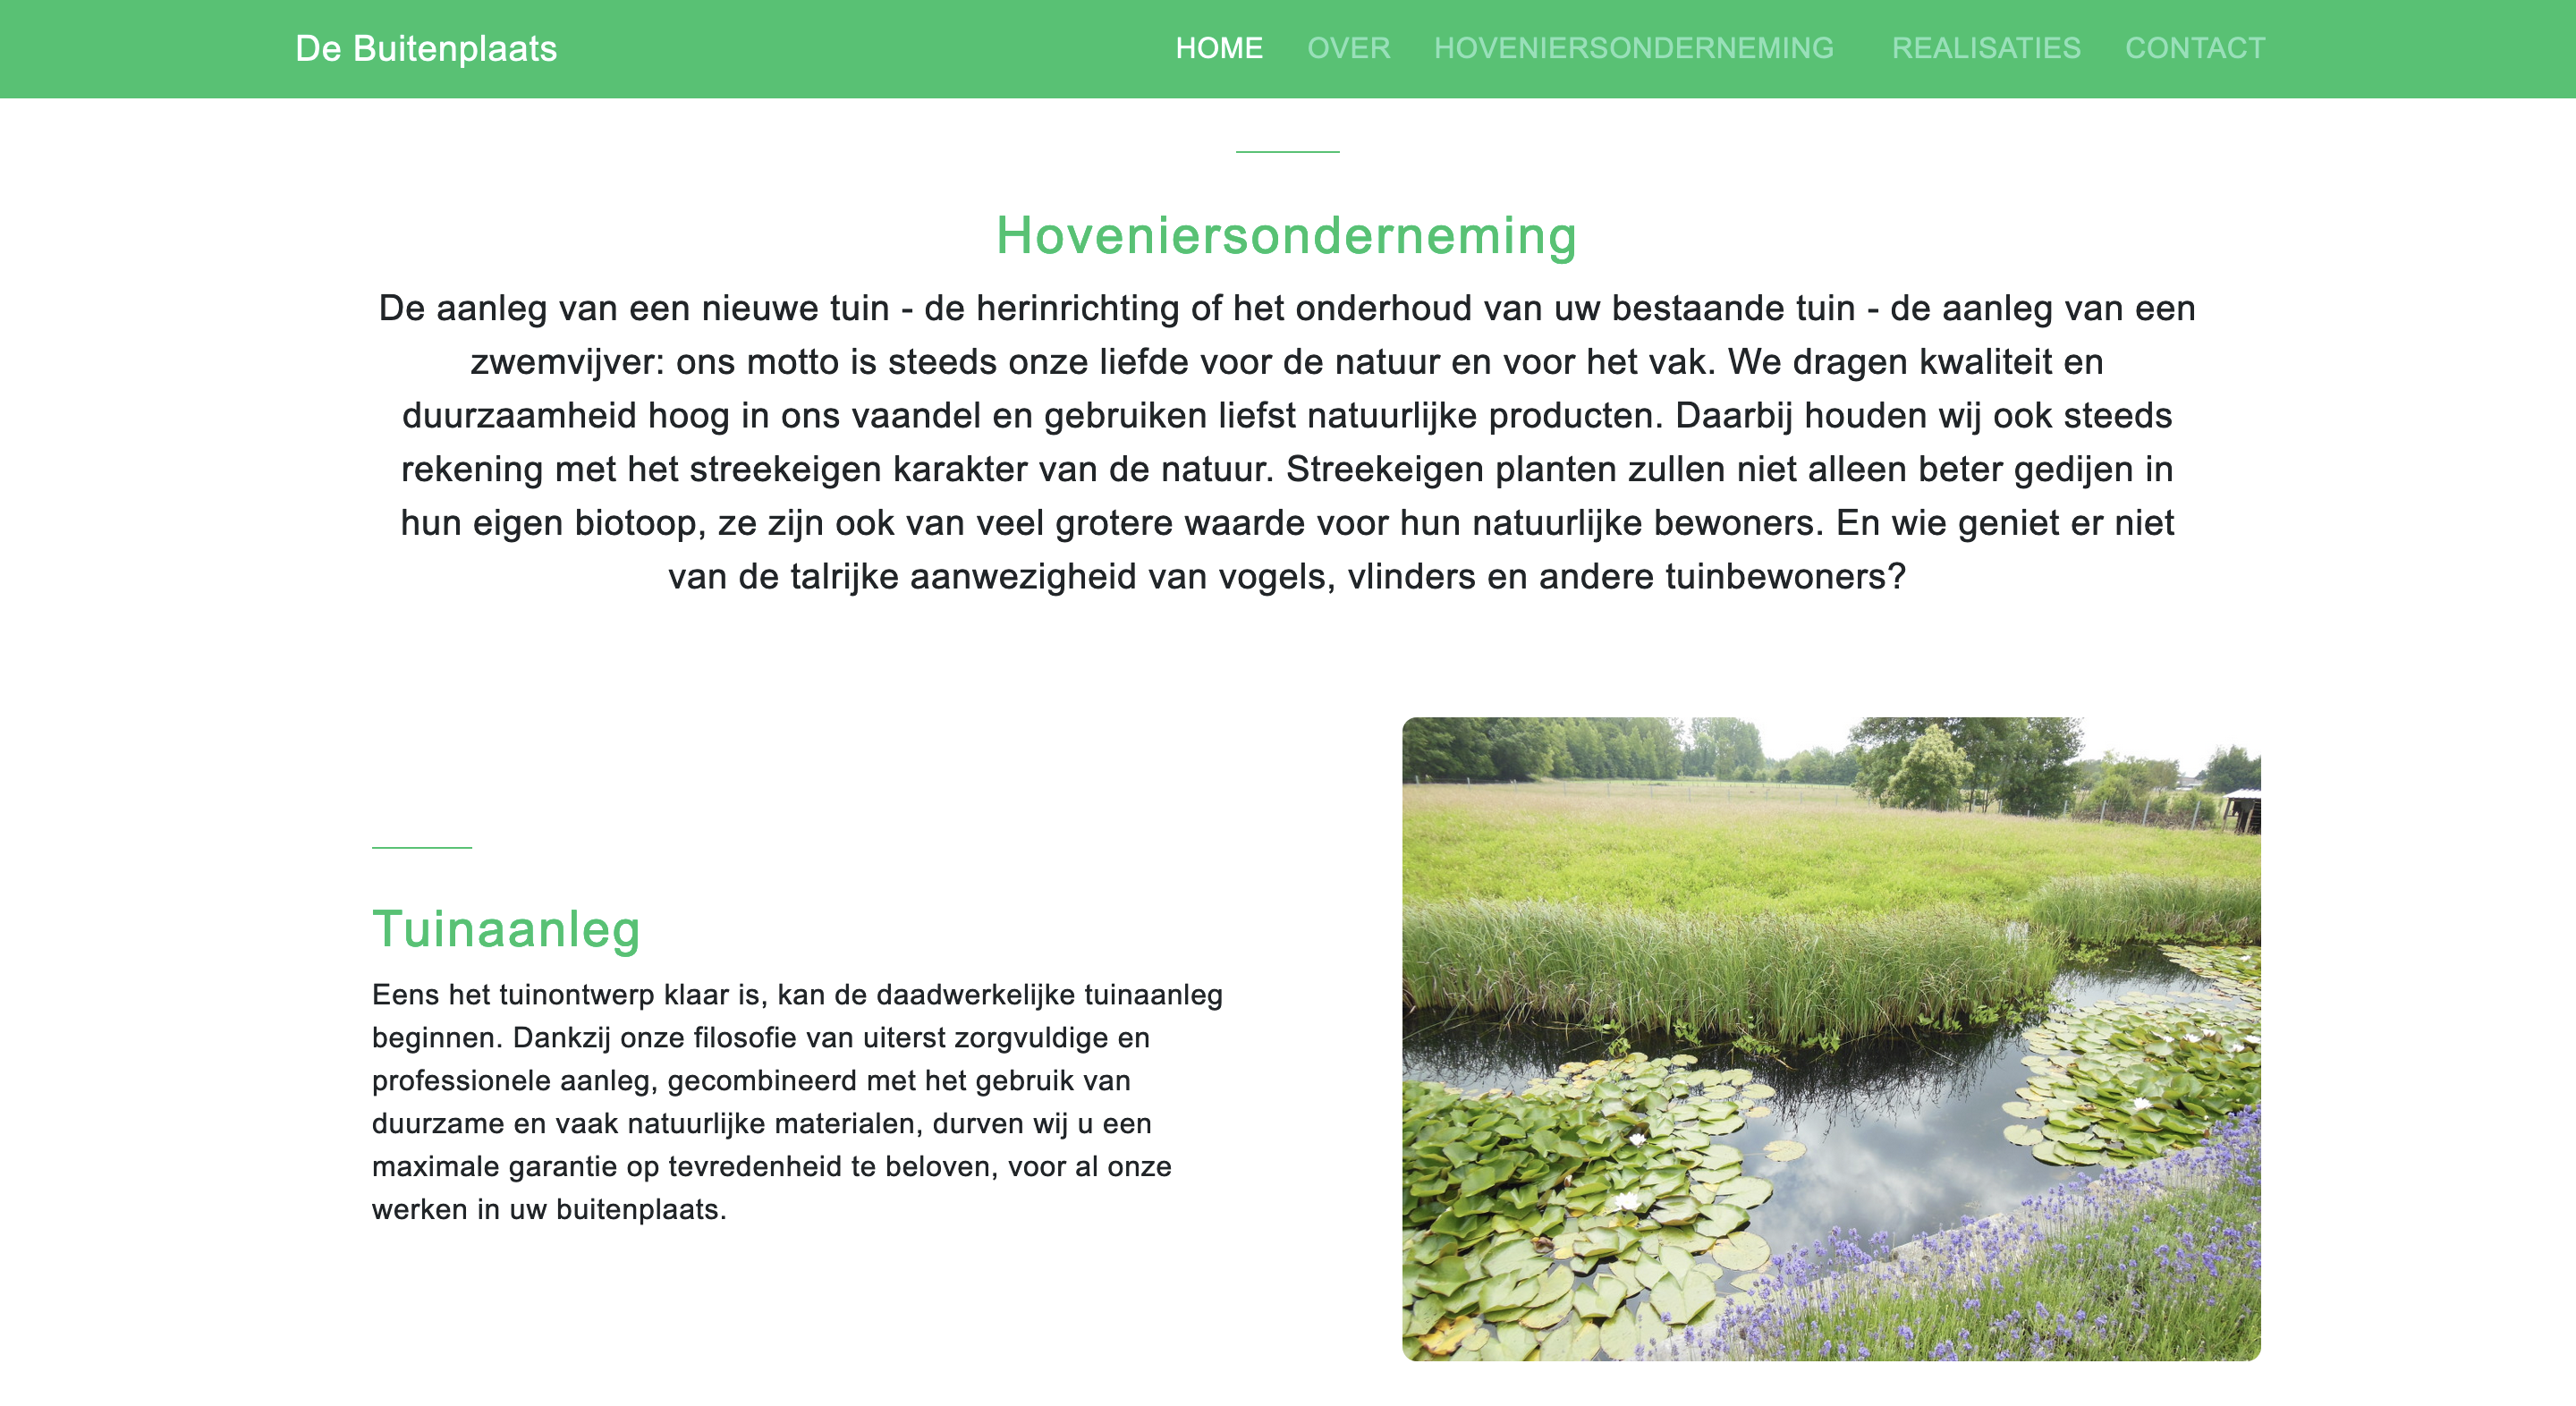 De Buitenplaats
HOME OVER HOVENIERSONDERNEMING REALISATIES CONTACT
Hoveniersonderneming
De aanleg van een nieuwe tuin - de herinrichting of het onderhoud van uw bestaande tuin - de aanleg van een
zwemvijver: ons motto is steeds onze liefde voor de natuur en voor het vak. We dragen kwaliteit en
duurzaamheid hoog in ons vaandel en gebruiken liefst natuurlijke producten. Daarbij houden wij ook steeds
rekening met het streekeigen karakter van de natuur. Streekeigen planten zullen niet alleen beter gedijen in
hun eigen biotoop, ze zijn ook van veel grotere waarde voor hun natuurlijke bewoners. En wie geniet er niet
van de talrijke aanwezigheid van vogels, vlinders en andere tuinbewoners?
Tuinaanleg
Eens het tuinontwerp klaar is, kan de daadwerkelijke tuinaanleg
beginnen. Dankzij onze filosofie van uiterst zorgvuldige en
professionele aanleg, gecombineerd met het gebruik van
duurzame en vaak natuurlijke materialen, durven wij u een
maximale garantie op tevredenheid te beloven, voor al onze
werken in uw buitenplaats.